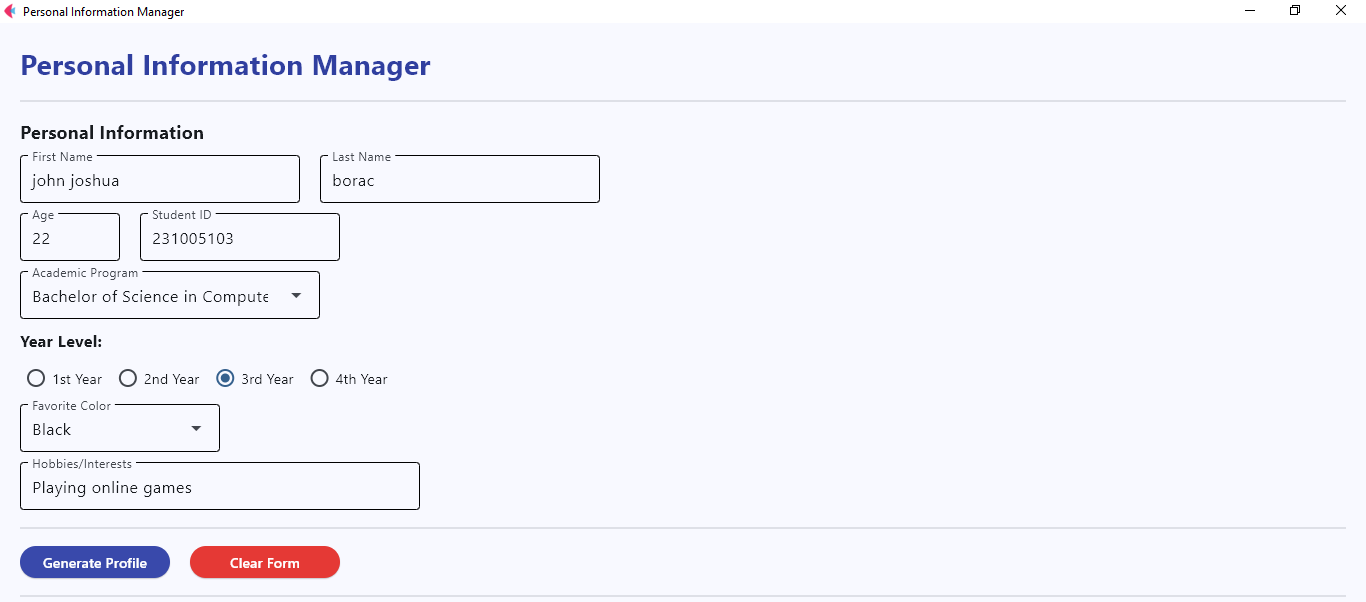 Personal Information Manager
Personal Information Manager
Personal Information
First Name Last Name
john joshua borac
Age Student ID
22 231005103
Academic Program
Bachelor of Science in Compute
Year Level:
1st Year 2nd Year 3rd Year 4th Year
Favorite Color
Black
Hobbies/Interests
Playing online games
Generate Profile Clear Form